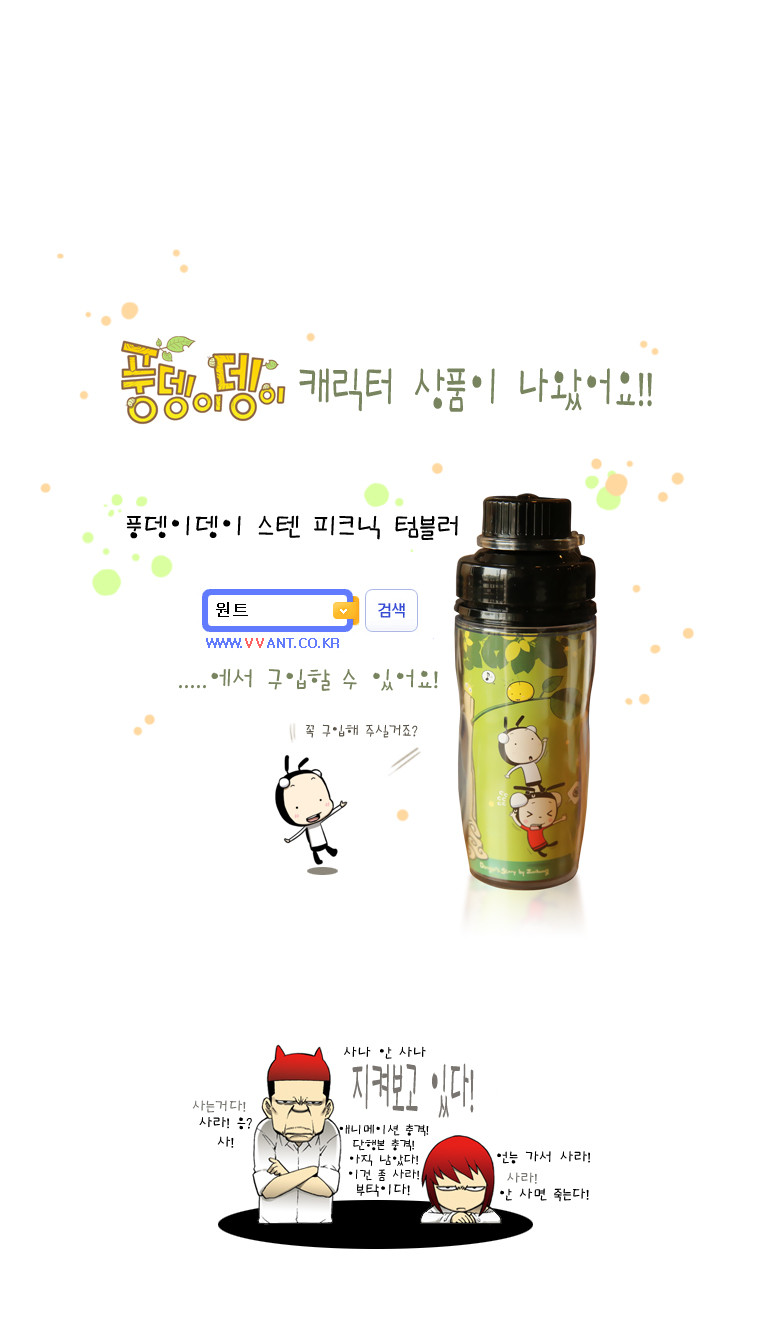 풍뎅이뎅이 캐릭터 상품이 나왔어요!!
풍뎅이뎅이 스텐 피크닉 텀블러
원트
검색
WWW.VVANT.CO.KR
.....에서 구입할 수 있어요!
꼭 구입해 주실거죠?
사나 안 사나
지켜보고 있다!
사는거다!
사라! 응?
사!
애니메이션 충격!
단행본 충격!
아직 남았다!
이건 좀 사라!
부탁이다!
언능 가서 사라!
사라!
안 사면 죽는다!